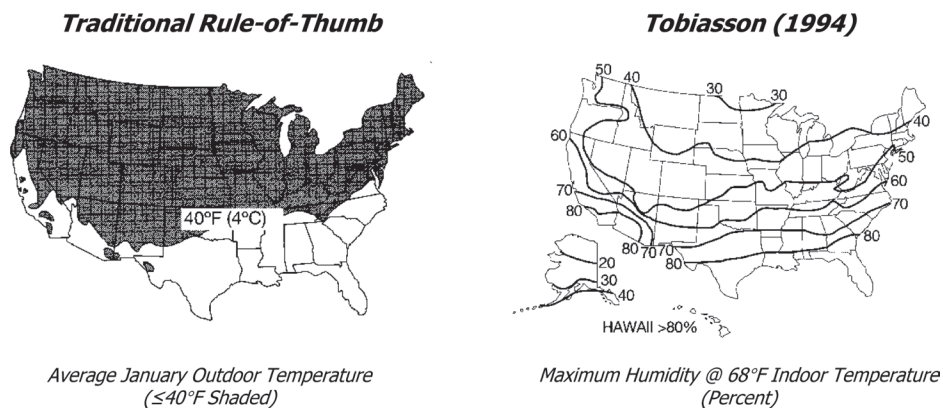 Traditional Rule-of-Thumb
40ºF (4ºC)
Average January Outdoor Temperature
(≤40°F Shaded)
Tobiasson (1994)
50
40
30
30
40
60
50
60
70
70
80
80
80
70
70
80
20
30
40
HAWAII >80%
Maximum Humidity @ 68°F Indoor Temperature
(Percent)